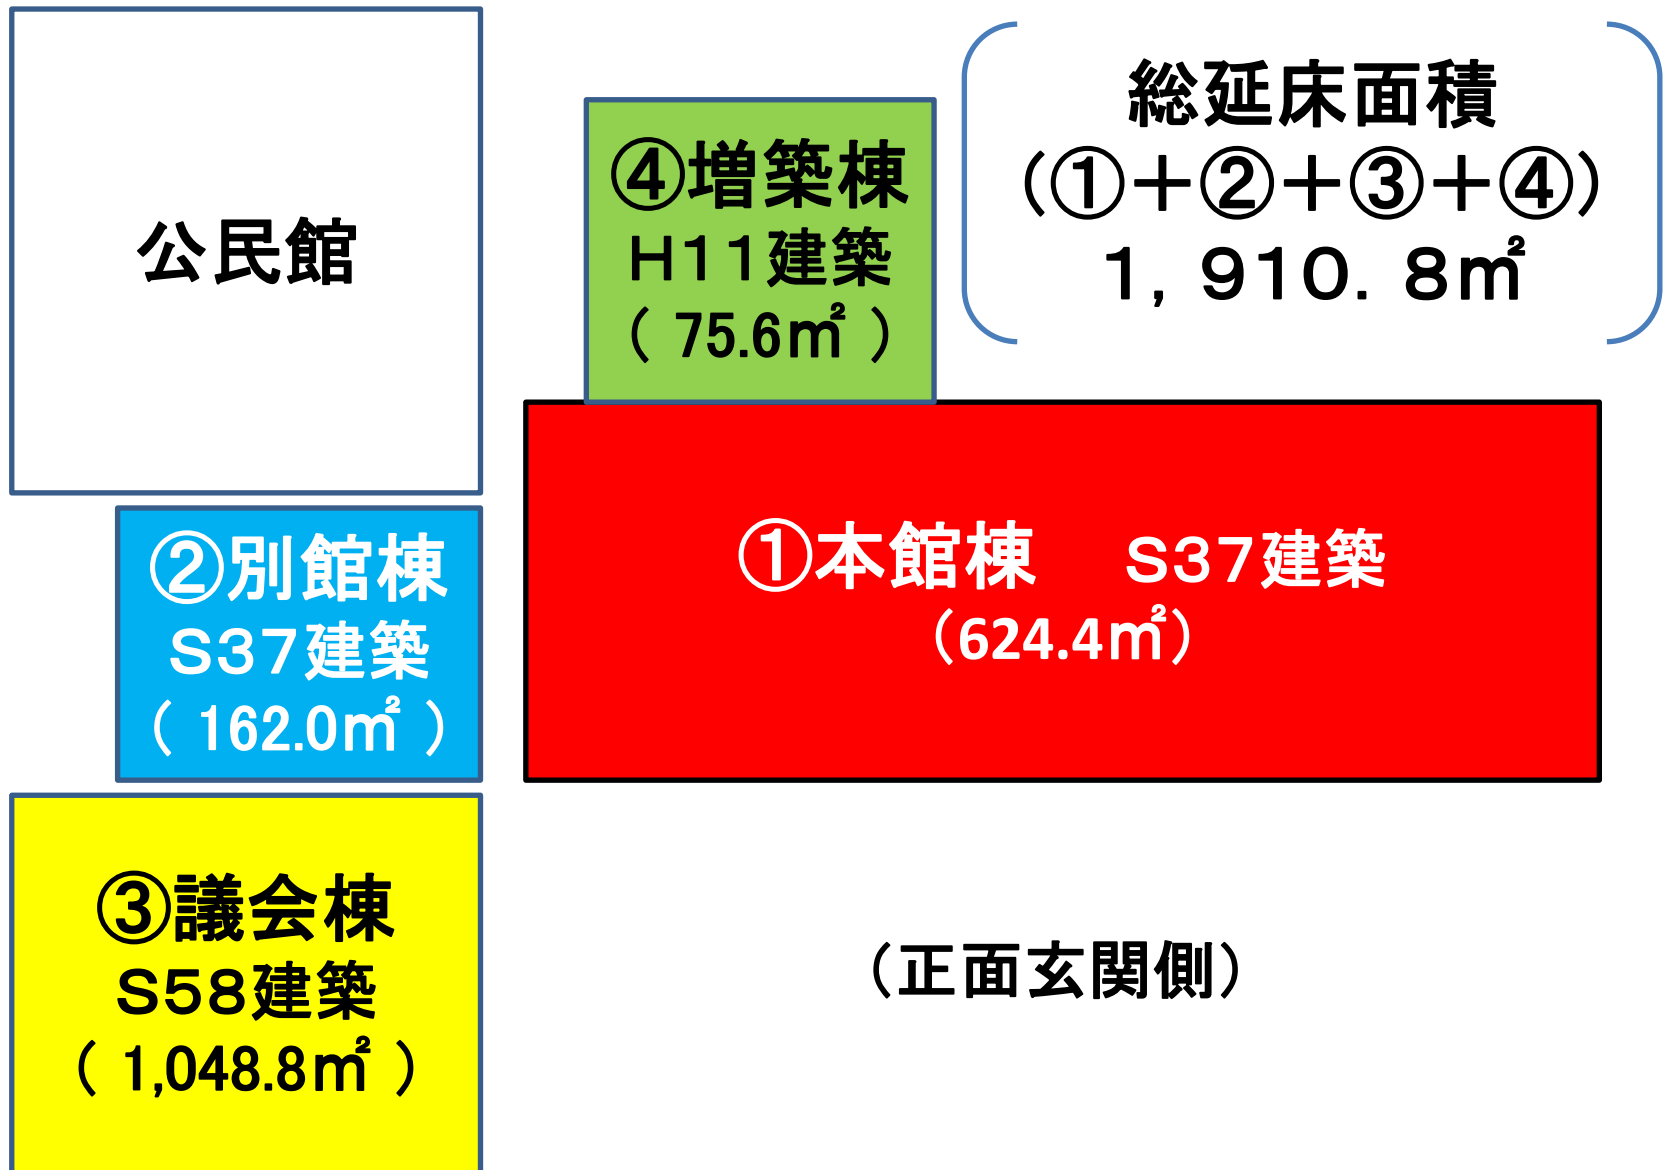 公民館
④増築棟
Ｈ１１建築
（ 75.6㎡ ）
総延床面積
（①＋②＋③＋④）
１，９１０．８㎡
①本館棟　Ｓ３７建築
（624.4㎡）
②別館棟
Ｓ３７建築
（ 162.0㎡ ）
③議会棟
Ｓ５８建築
（ 1,048.8㎡ ）
（正面玄関側）